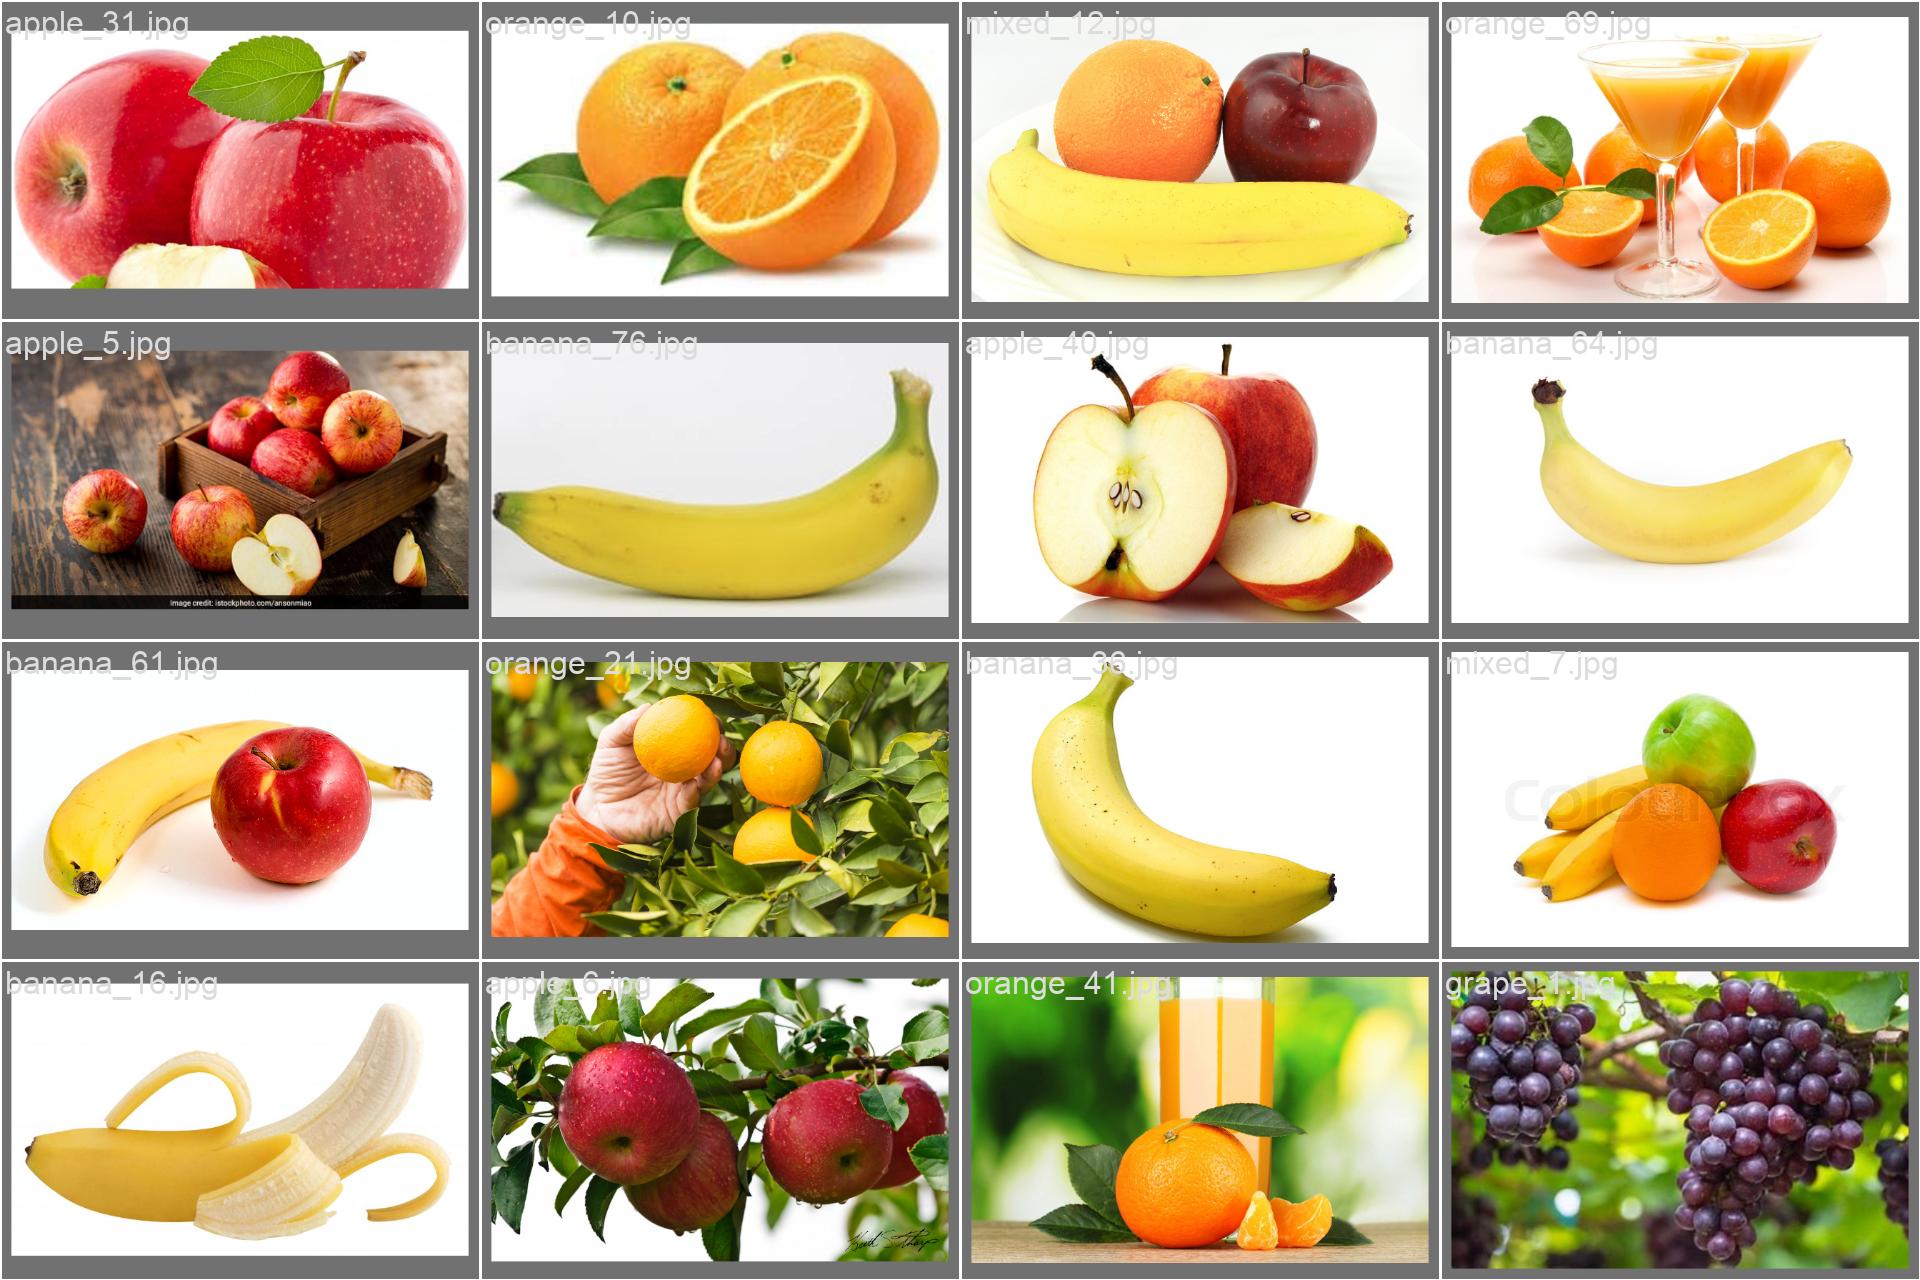 apple_31.jpg
orange_10.jpg
mixed_12.jpg
orange_69.jpg
apple_5.jpg
banana_76.jpg
apple_40.jpg
banana_64.jpg
image credit: istockphoto.com/ansonmiao
banana_61.jpg
orange_21.jpg
banana_36.jpg
mixed_7.jpg
Colourbox
banana_16.jpg
apple_6.jpg
orange_41.jpg
grape_1.jpg